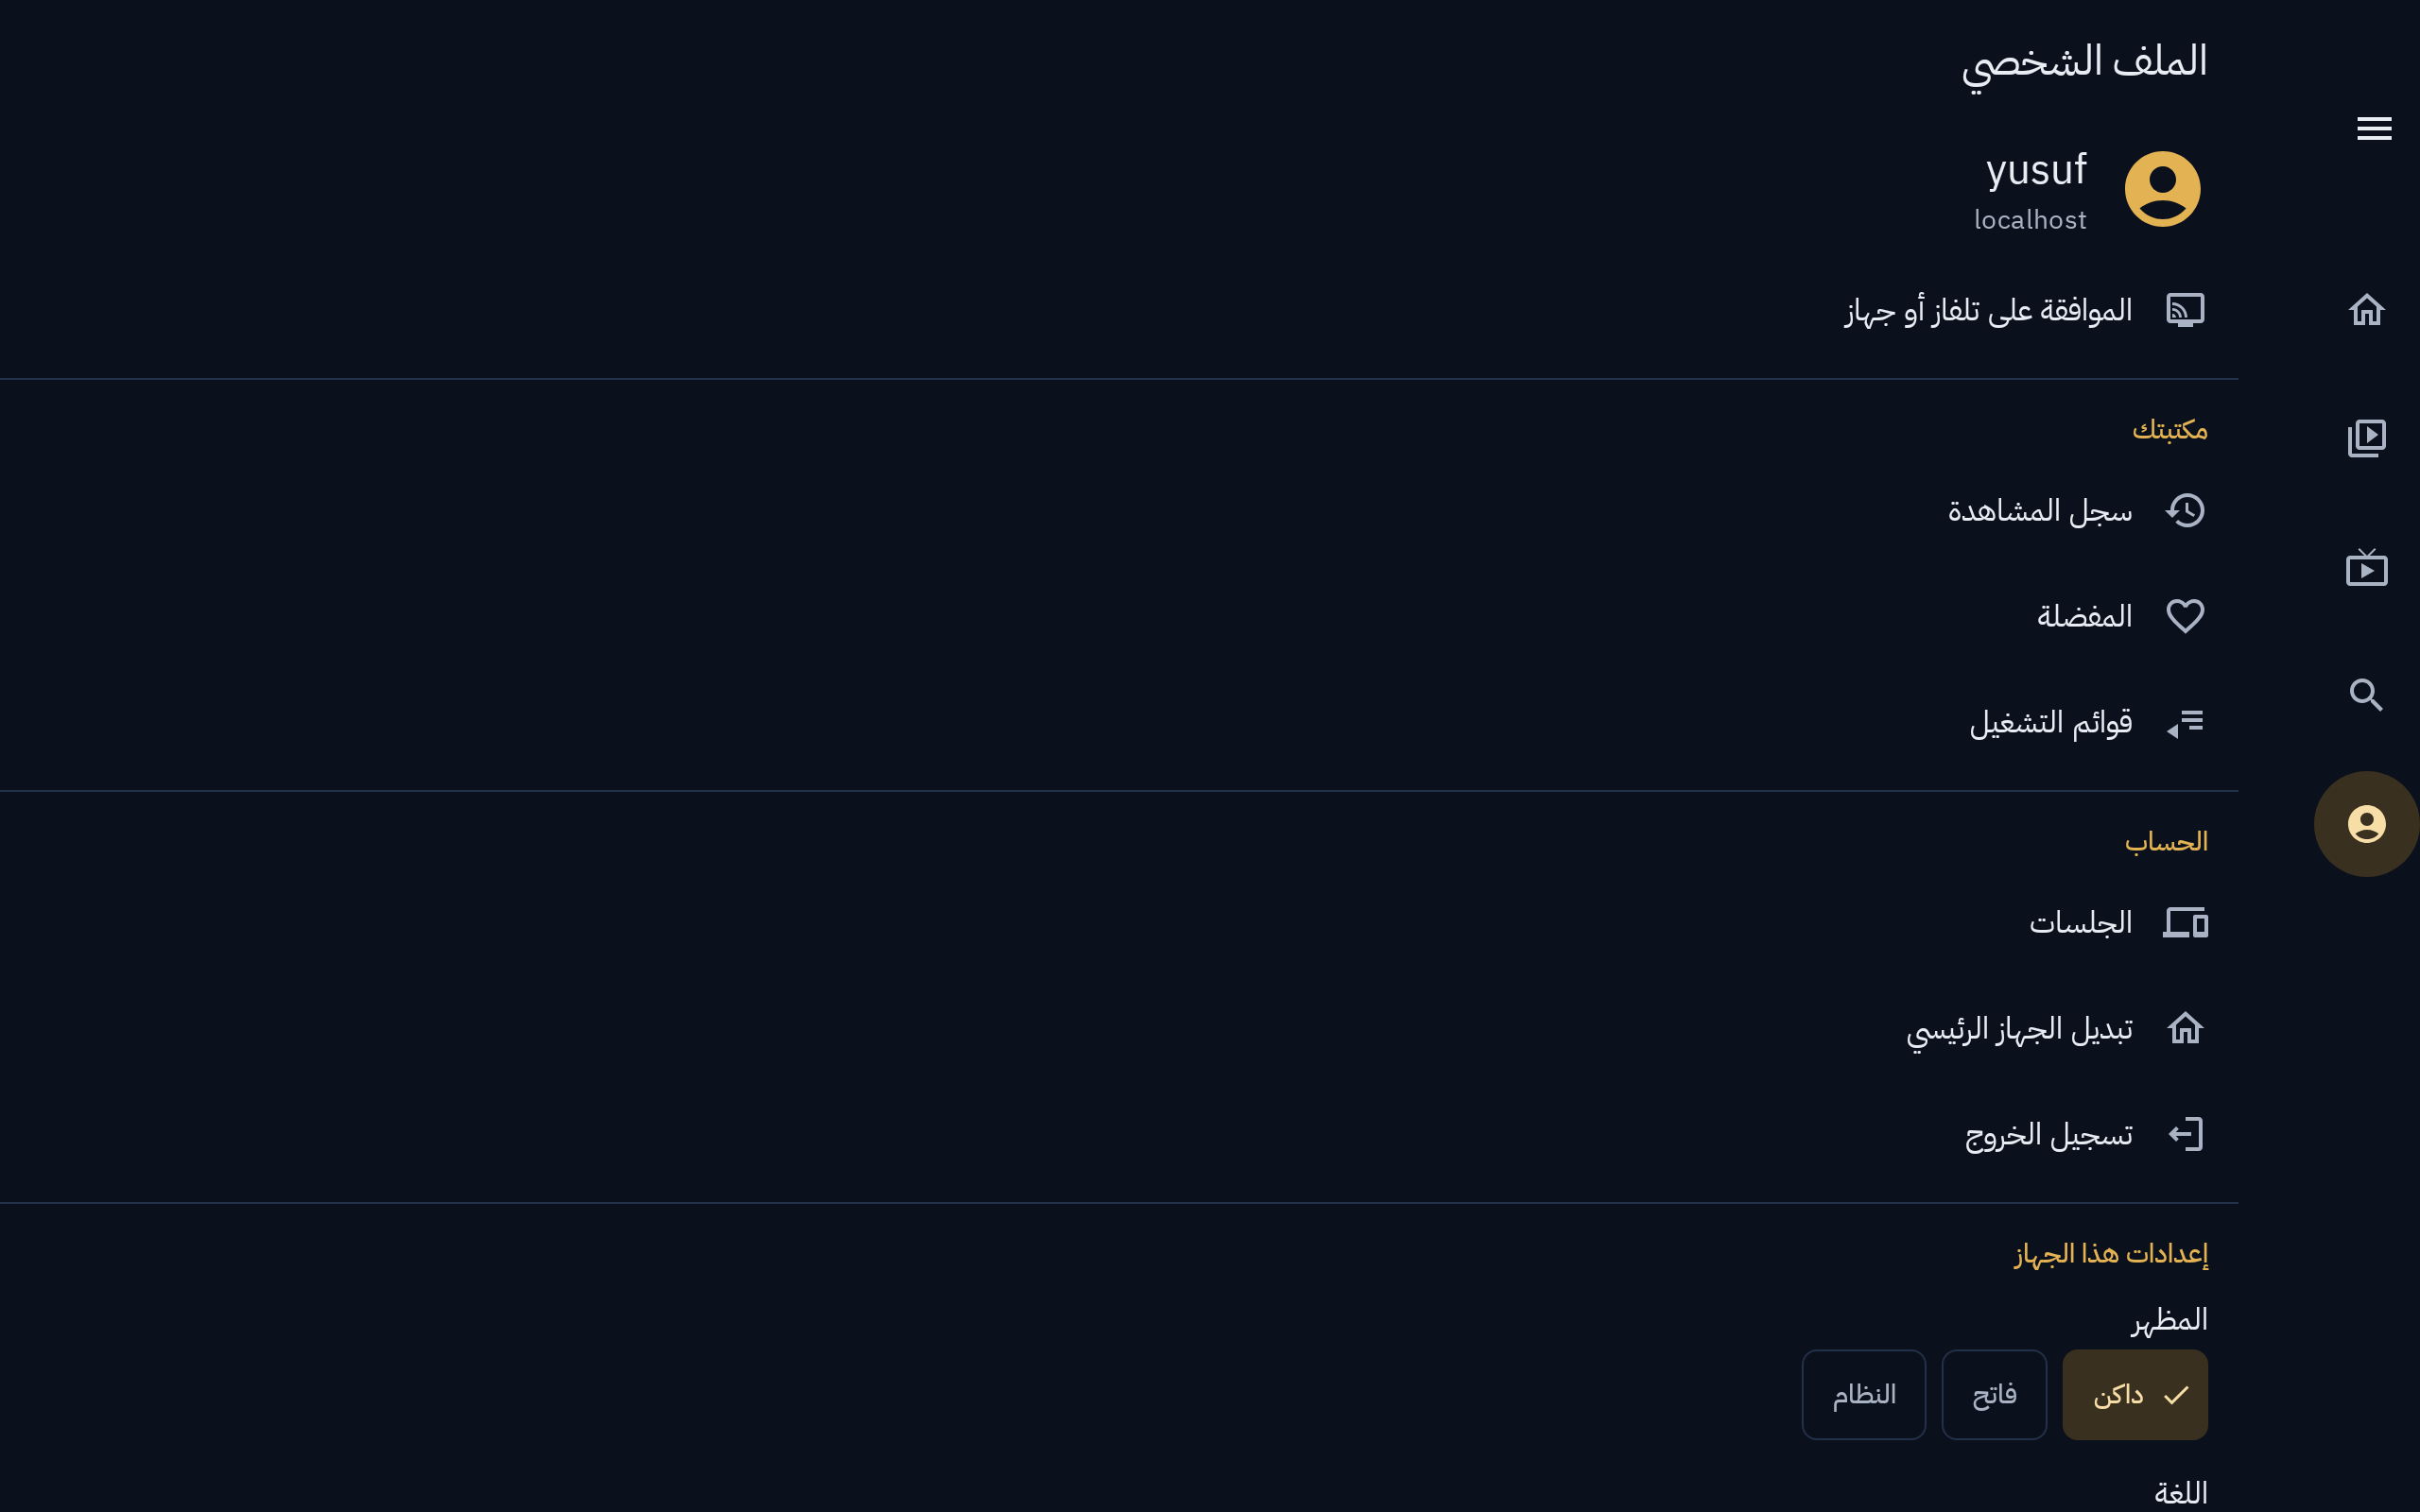 الملف الشخصي
yusuf
localhost
الموافقة على تلفاز أو جهاز
مكتبتك
سجل المشاهدة
المفضلة
قوائم التشغيل
الحساب
الجلسات
تبديل الجهاز الرئيسي
تسجيل الخروج
إعدادات هذا الجهاز
المظهر
داكن
فاتح
النظام
اللغة